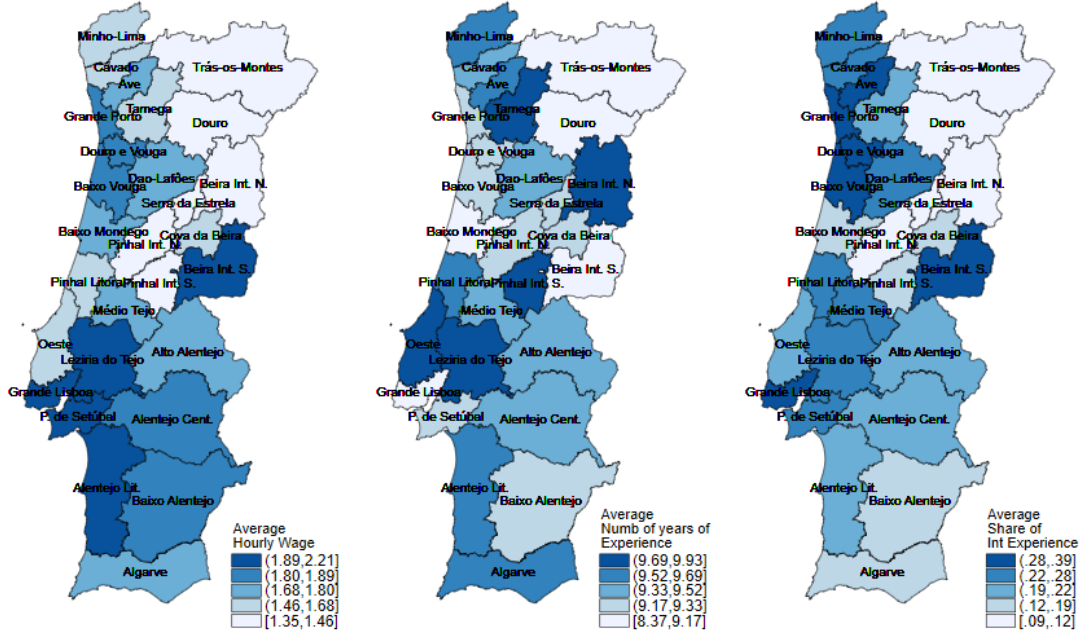 Minho-Lima
Cávado
Ave
Trás-os-Montes
Tamega
Grande Porto
Douro
Douro e Vouga
Dao-Lafões
Baixo Vouga
Beira Int. N.
Serra da Estrela
Baixo Mondego
Cova da Beira
Pinhal Int. N.
Beira Int. S.
Pinhal Litoral
Pinhal Int. S.
Médio Tejo
Oeste
Leziria do Tejo
Alto Alentejo
Grande Lisboa
P. de Setúbal
Alentejo Cent.
Alentejo Lit.
Baixo Alentejo
Algarve
Average
Hourly Wage
(1.89,2.21]
(1.80,1.89]
(1.68,1.80]
(1.46,1.68]
[1.35,1.46]
Minho-Lima
Cávado
Ave
Trás-os-Montes
Tamega
Grande Porto
Douro
Douro e Vouga
Dao-Lafões
Baixo Vouga
Beira Int. N.
Serra da Estrela
Baixo Mondego
Cova da Beira
Pinhal Int. N.
Beira Int. S.
Pinhal Litoral
Pinhal Int. S.
Médio Tejo
Oeste
Leziria do Tejo
Alto Alentejo
Grande Lisboa
P. de Setúbal
Alentejo Cent.
Alentejo Lit.
Baixo Alentejo
Algarve
Average
Numb of years of
Experience
(9.69,9.93]
(9.52,9.69]
(9.33,9.52]
(9.17,9.33]
[8.37,9.17]
Minho-Lima
Cávado
Ave
Trás-os-Montes
Tamega
Grande Porto
Douro
Douro e Vouga
Dao-Lafões
Baixo Vouga
Beira Int. N.
Serra da Estrela
Baixo Mondego
Cova da Beira
Pinhal Int. N.
Beira Int. S.
Pinhal Litoral
Pinhal Int. S.
Médio Tejo
Oeste
Leziria do Tejo
Alto Alentejo
Grande Lisboa
P. de Setúbal
Alentejo Cent.
Alentejo Lit.
Baixo Alentejo
Algarve
Average
Share of
Int Experience
(.28,.39]
(.22,.28]
(.19,.22]
(.12,.19]
[.09,.12]